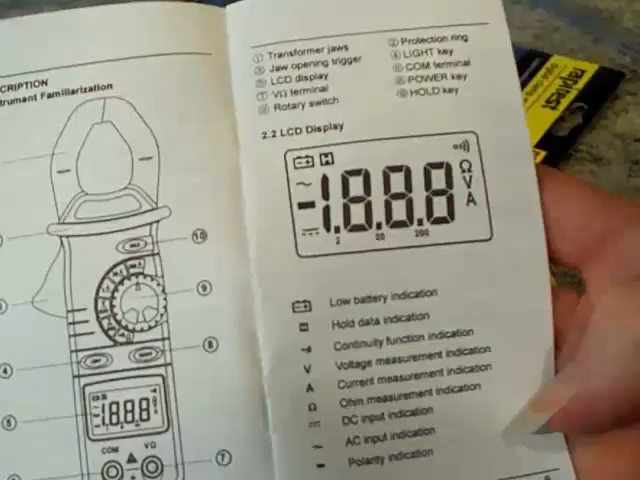 CRIPTION
trument Familiarization
10
9
8
7
4
5
COM
VΩ
1.8.8.8
① Transformer jaws
② Protection ring
③ Jaw opening trigger
④ LIGHT key
⑤ LCD display
⑥ COM terminal
⑦ VΩ terminal
⑧ POWER key
⑨ Rotary switch
⑩ HOLD key
2.2 LCD Display
H
~
Ω
-1.8.8.8
V
A
2 20 200
Low battery indication
H Hold data indication
Continuity function indication
V Voltage measurement indication
A Current measurement indication
Ω Ohm measurement indication
DC input indication
~ AC input indication
- Polarity indication
rapitest